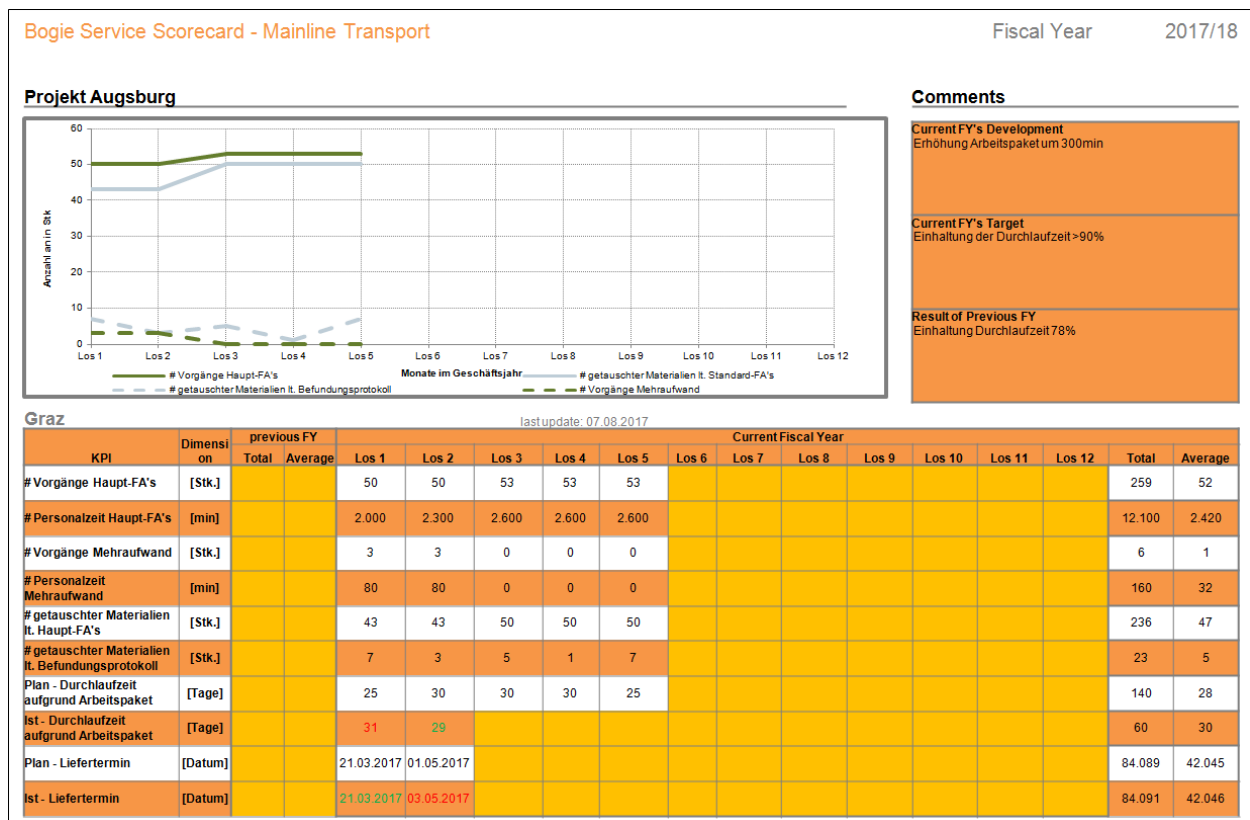 Bogie Service Scorecard - Mainline Transport Fiscal Year 2017/18
Projekt Augsburg
Comments
60
50
40
30
20
10
0
Anzahl an in Stk
Los 1 Los 2 Los 3 Los 4 Los 5 Los 6 Los 7 Los 8 Los 9 Los 10 Los 11 Los 12
Monate im Geschäftsjahr
# Vorgänge Haupt-FA's
# getauschter Materialien lt. Standard-FA's
# getauschter Materialien lt. Befundungsprotokoll
# Vorgänge Mehraufwand
Current FY's Development
Erhöhung Arbeitspaket um 300min
Current FY's Target
Einhaltung der Durchlaufzeit >90%
Result of Previous FY
Einhaltung Durchlaufzeit 78%
Graz
last update: 07.08.2017
KPI Dimensi
on previous FY Current Fiscal Year
Total Average Los 1 Los 2 Los 3 Los 4 Los 5 Los 6 Los 7 Los 8 Los 9 Los 10 Los 11 Los 12 Total Average
# Vorgänge Haupt-FA's [Stk.] 50 50 53 53 53 259 52
# Personalzeit Haupt-FA's [min] 2.000 2.300 2.600 2.600 2.600 12.100 2.420
# Vorgänge Mehraufwand [Stk.] 3 3 0 0 0 6 1
# Personalzeit
Mehraufwand [min] 80 80 0 0 0 160 32
# getauschter Materialien
lt. Haupt-FA's [Stk.] 43 43 50 50 50 236 47
# getauschter Materialien
lt. Befundungsprotokoll [Stk.] 7 3 5 1 7 23 5
Plan - Durchlaufzeit
aufgrund Arbeitspaket [Tage] 25 30 30 30 25 140 28
Ist - Durchlaufzeit
aufgrund Arbeitspaket [Tage] 31 29 60 30
Plan - Liefertermin [Datum] 21.03.2017 01.05.2017 84.089 42.045
Ist - Liefertermin [Datum] 21.03.2017 03.05.2017 84.091 42.046